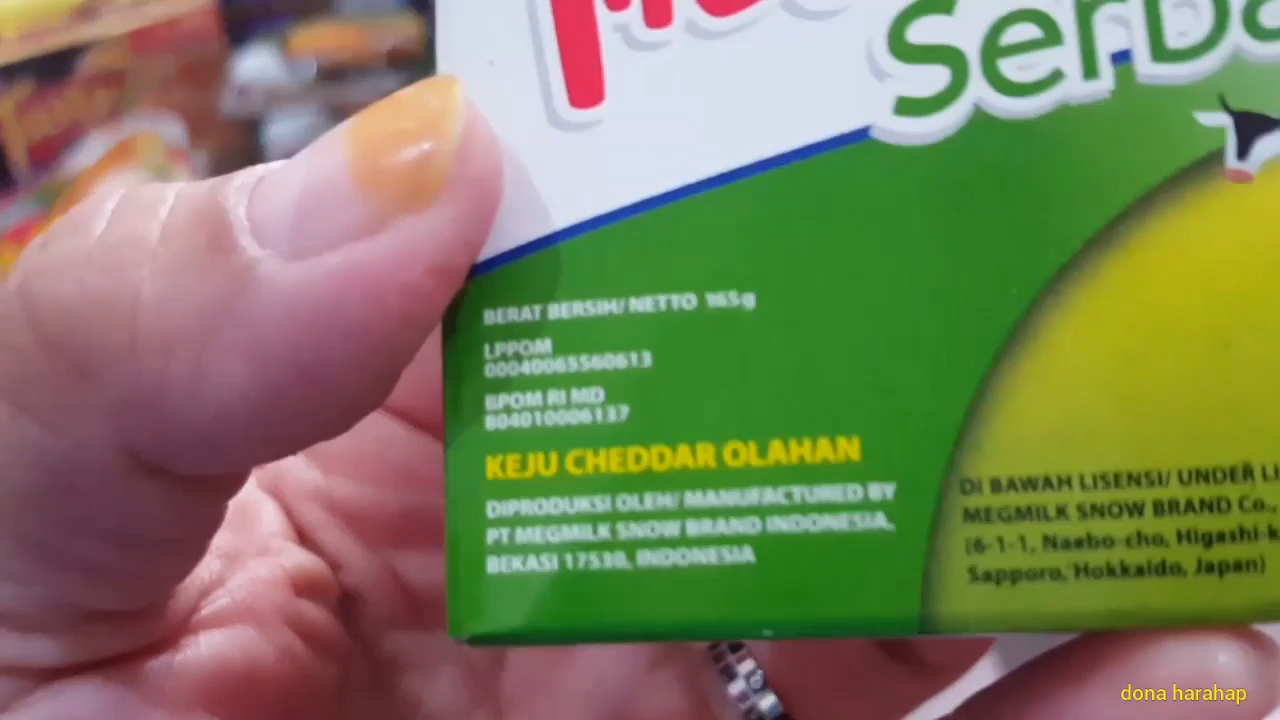 Serba
BERAT BERSIH/ NETTO 165g
LPPOM
00040065560613
BPOM RI MD
804010006137
KEJU CHEDDAR OLAHAN
DIPRODUKSI OLEH/ MANUFACTURED BY
PT MEGMILK SNOW BRAND INDONESIA,
BEKASI 17530, INDONESIA
DI BAWAH LISENSI/ UNDER LI
MEGMILK SNOW BRAND Co.,
(6-1-1, Naebo-cho, Higashi-k
Sapporo, Hokkaido, Japan)
dona harahap